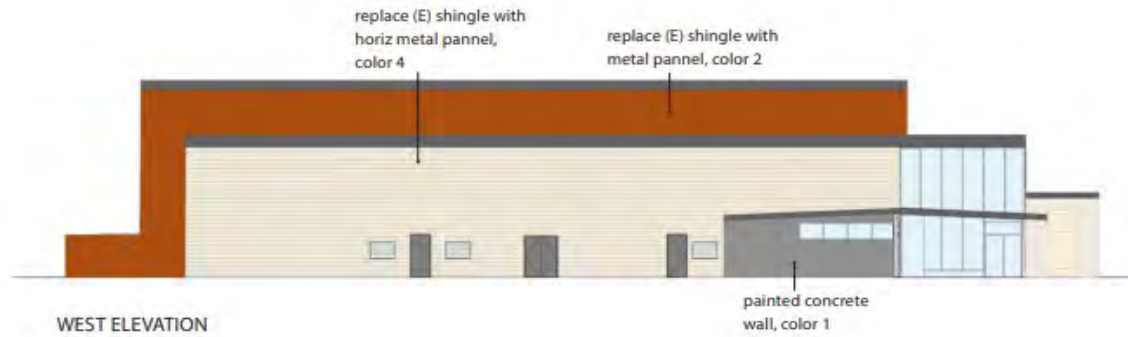 replace (E) shingle with
horiz metal pannel,
color 4
replace (E) shingle with
metal pannel, color 2
painted concrete
wall, color 1
WEST ELEVATION